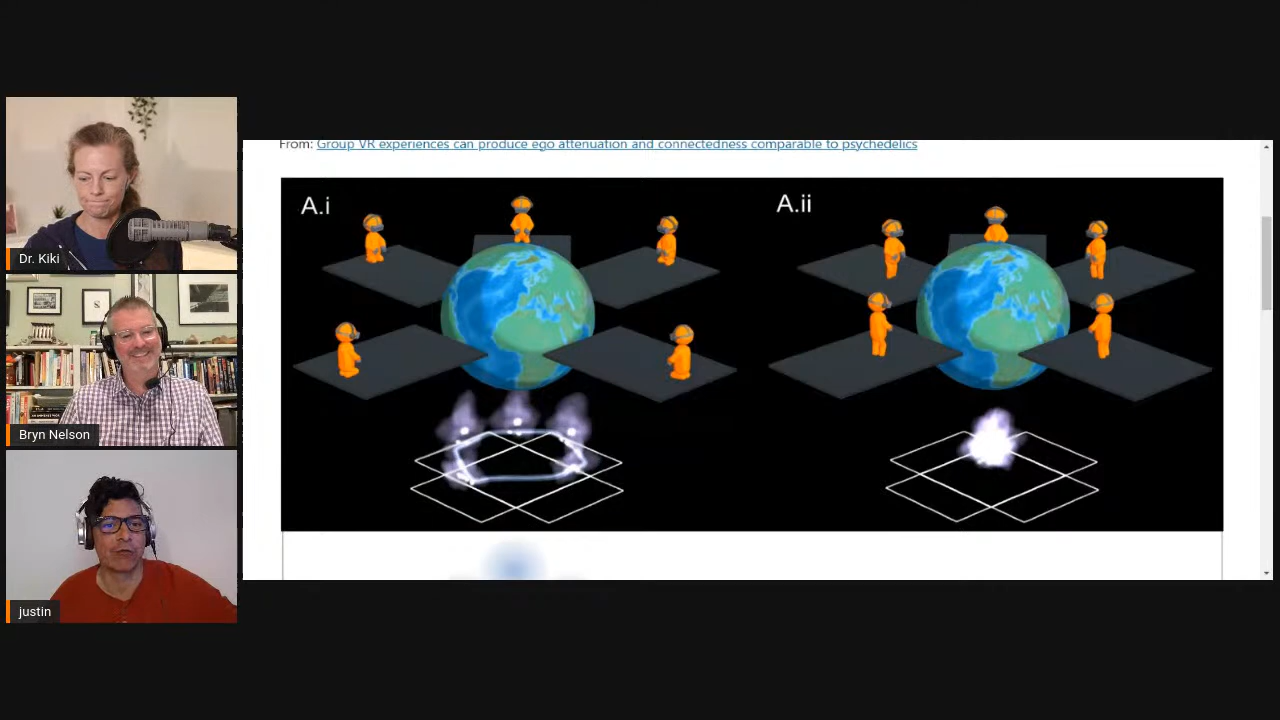 From: Group VR experiences can produce ego attenuation and connectedness comparable to psychedelics
A.i
A.ii
Dr. Kiki
Bryn Nelson
justin